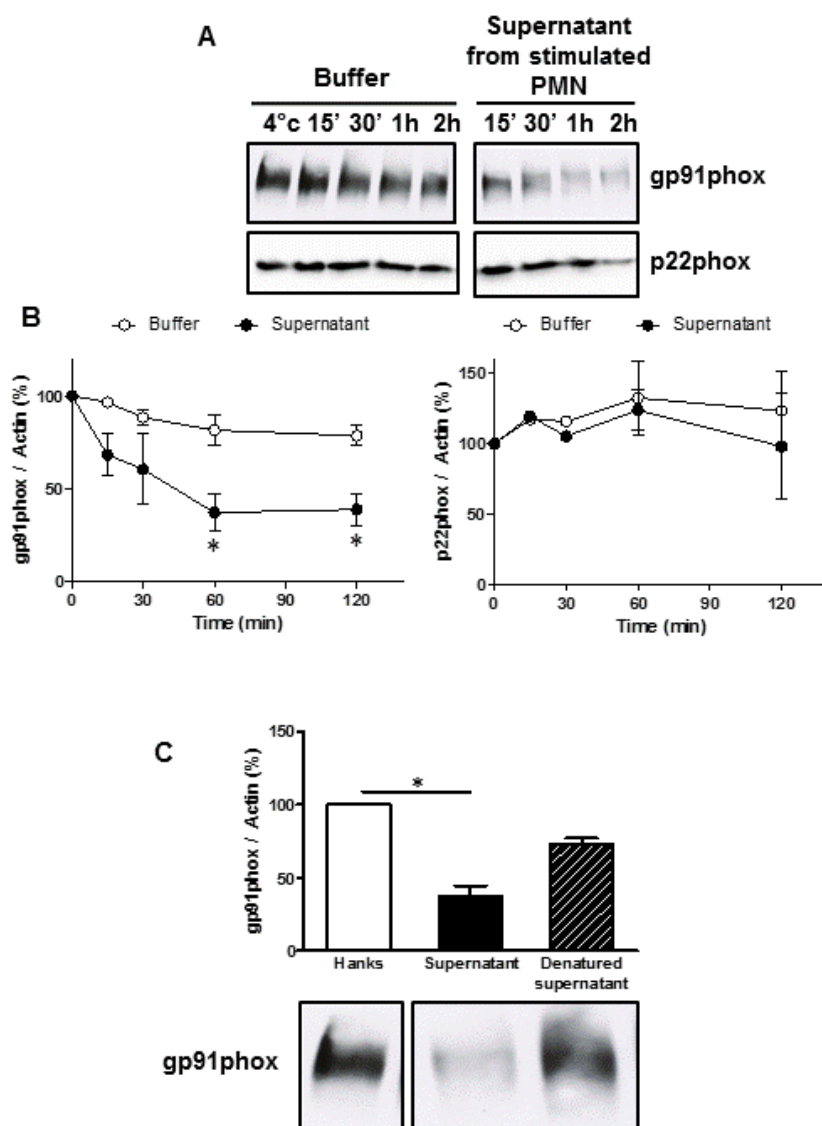 A
Buffer
Supernatant
from stimulated
PMN
4°c 15’ 30’ 1h 2h
15’ 30’ 1h 2h
gp91phox
p22phox
B
Buffer Supernatant
gp91phox / Actin (%)
100
50
0
0 30 60 90 120
Time (min)
* *
Buffer Supernatant
p22phox / Actin (%)
150
100
50
0
0 30 60 90 120
Time (min)
C
gp91phox / Actin (%)
150
100
50
0
*
Hanks Supernatant Denatured
supernatant
gp91phox